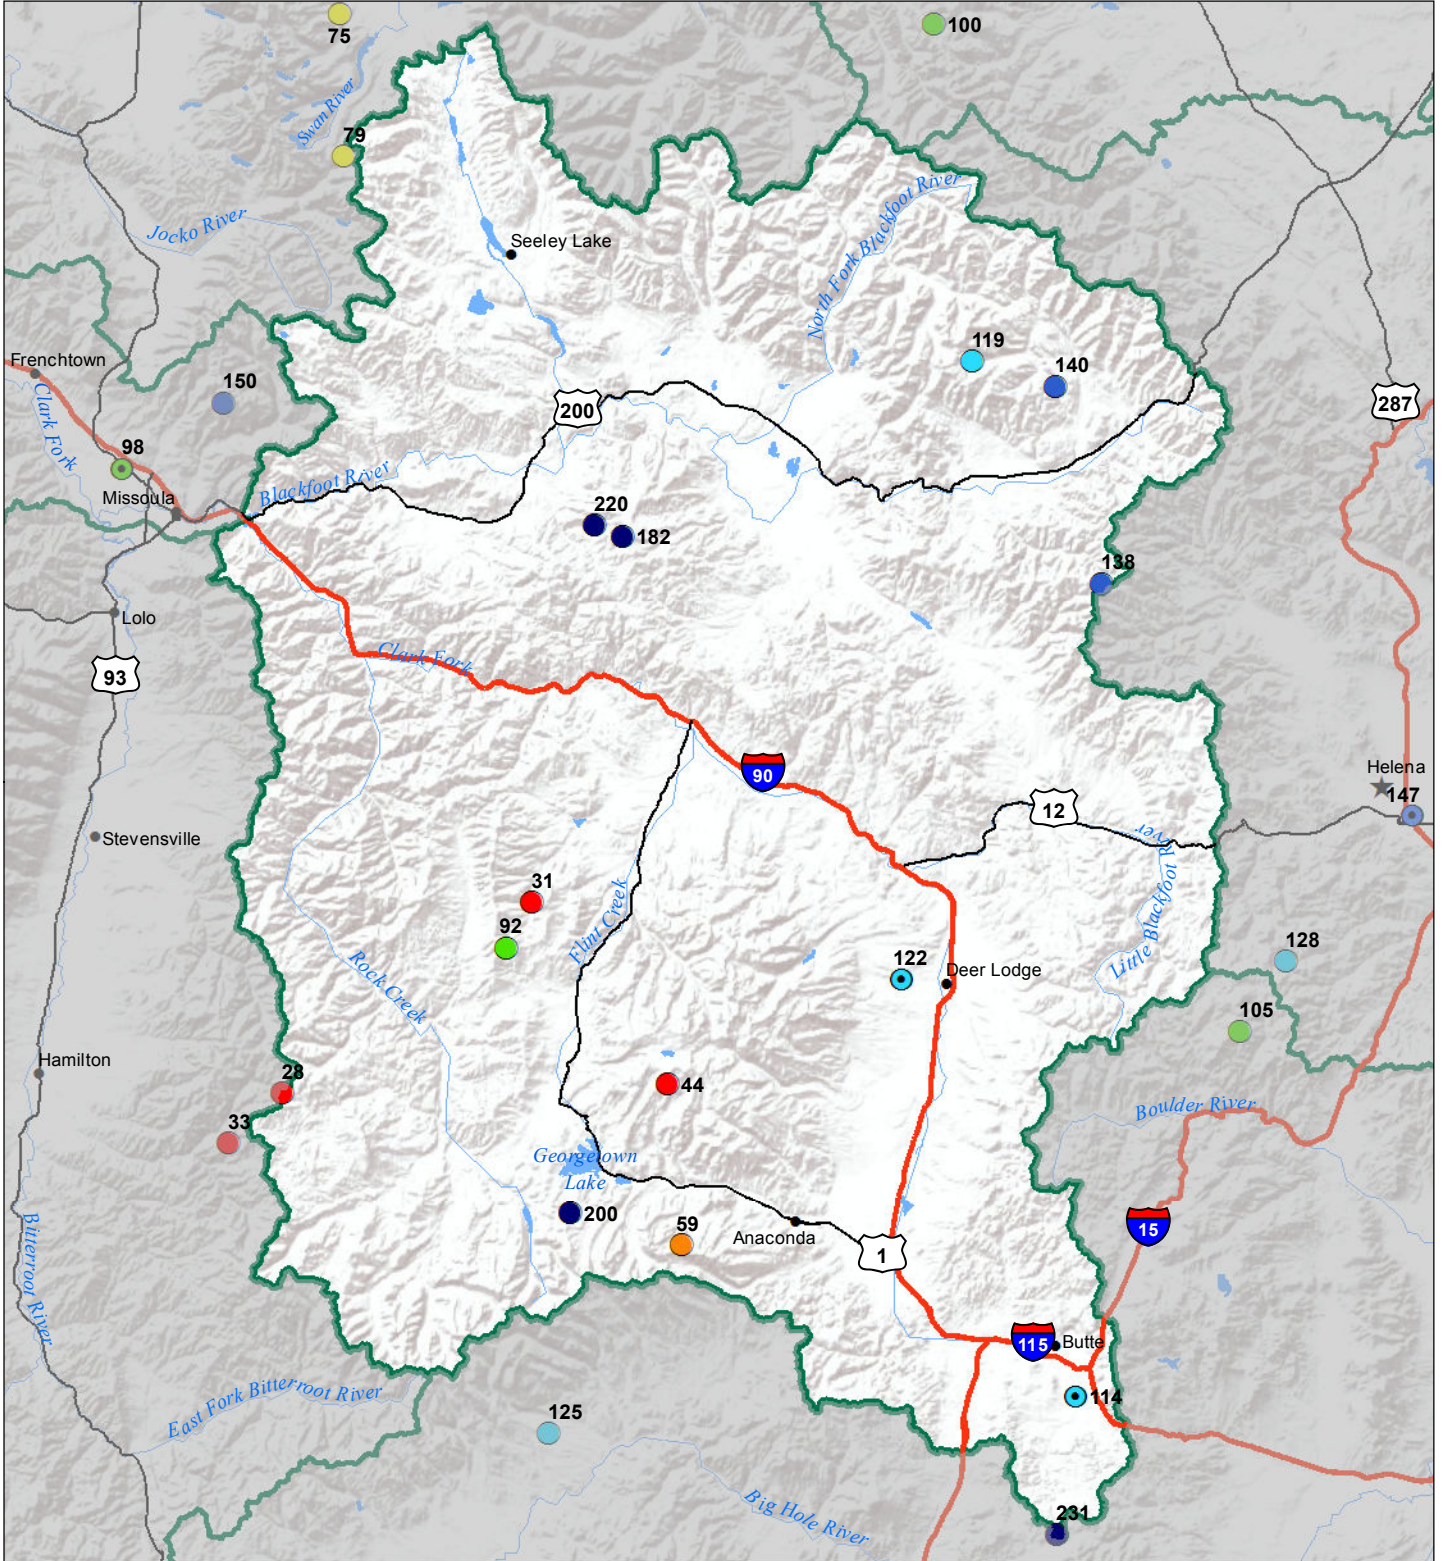 75
100
Swan River
79
Jocko River
Seeley Lake
North Fork Blackfoot River
Frenchtown
150
119
140
200
287
Clark Fork
98
Missoula
Blackfoot River
220
182
138
Lolo
93
Clark Fork
90
12
Helena
147
Stevensville
Little Blackfoot River
31
92
Flint Creek
128
122
Deer Lodge
Rock Creek
105
Hamilton
28
44
33
Boulder River
Georgetown
Lake
200
59
Anaconda
1
15
Bitterroot River
115
Butte
114
East Fork Bitterroot River
125
Big Hole River
231